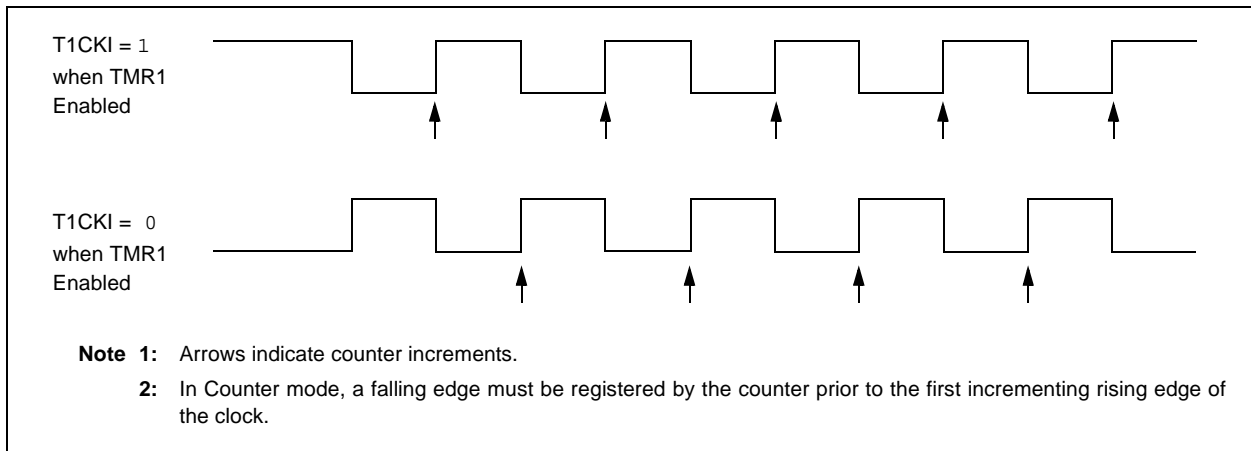 T1CKI = 1
when TMR1
Enabled
T1CKI = 0
when TMR1
Enabled
Note 1: Arrows indicate counter increments.
2: In Counter mode, a falling edge must be registered by the counter prior to the first incrementing rising edge of
the clock.